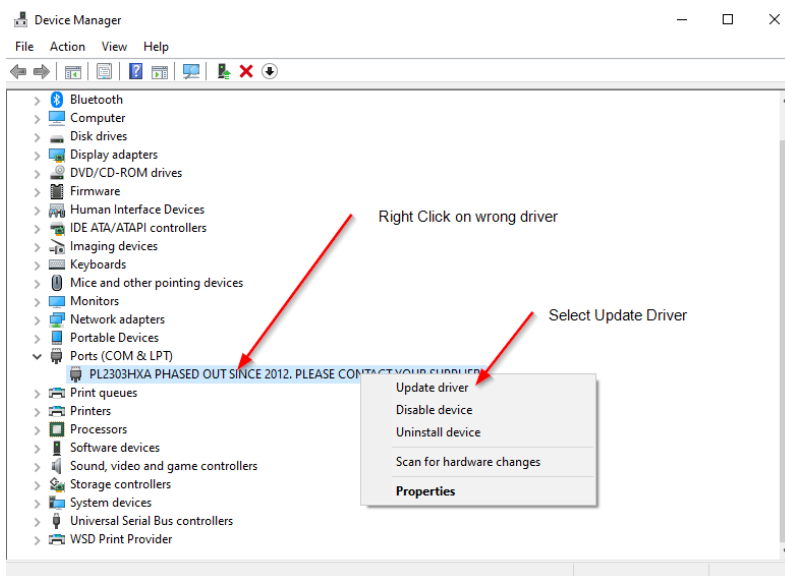 Device Manager
File Action View Help
Bluetooth
Computer
Disk drives
Display adapters
DVD/CD-ROM drives
Firmware
Human Interface Devices
Right Click on wrong driver
IDE ATA/ATAPI controllers
Imaging devices
Keyboards
Mice and other pointing devices
Monitors
Network adapters
Select Update Driver
Portable Devices
Ports (COM & LPT)
PL2303HXA PHASED OUT SINCE 2012. PLEASE CONTACT YOUR SUPPLIER
Update driver
Disable device
Uninstall device
Scan for hardware changes
Properties
Print queues
Printers
Processors
Software devices
Sound, video and game controllers
Storage controllers
System devices
Universal Serial Bus controllers
WSD Print Provider